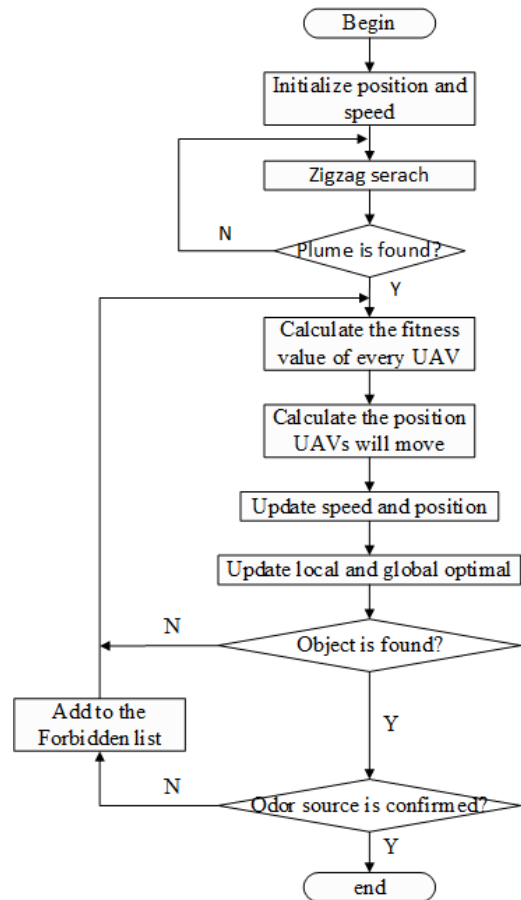 Begin
Initialize position and
speed
Zigzag serach
N
Plume is found?
Y
Calculate the fitness
value of every UAV
Calculate the position
UAVs will move
Update speed and position
Update local and global optimal
N
Object is found?
Add to the
Forbidden list
Y
N
Odor source is confirmed?
Y
end